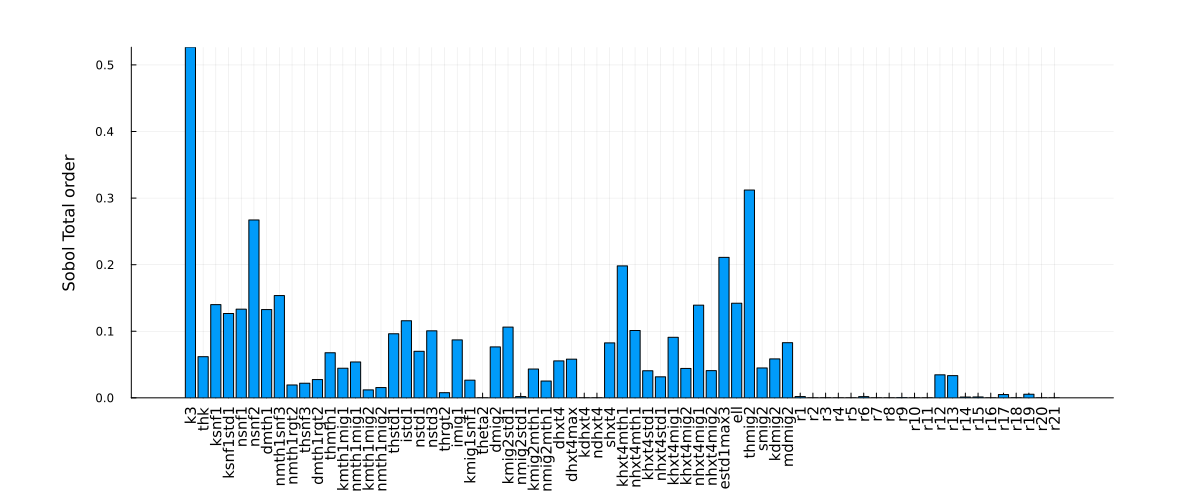 Sobol Total order
0.5
0.4
0.3
0.2
0.1
0.0
k3
thk
ksnf1
ksnf1std1
nsnf1
nsnf2
dmth1
nmth1snf3
nmth1rgt2
thsnf3
dmth1rgt2
thmth1
kmth1mig1
nmth1mig1
kmth1mig2
nmth1mig2
thstd1
istd1
nstd1
nstd3
thrgt2
imig1
kmig1snf1
theta2
dmig2
kmig2std1
nmig2std1
kmig2mth1
nmig2mth1
dhxt4
dhxt4max
kdhxt4
ndhxt4
shxt4
khxt4mth1
nhxt4mth1
khxt4std1
nhxt4std1
khxt4mig1
khxt4mig2
nhxt4mig1
nhxt4mig2
estd1max3
ell
thmig2
smig2
kdmig2
mdmig2
r1
r2
r3
r4
r5
r6
r7
r8
r9
r10
r11
r12
r13
r14
r15
r16
r17
r18
r19
r20
r21